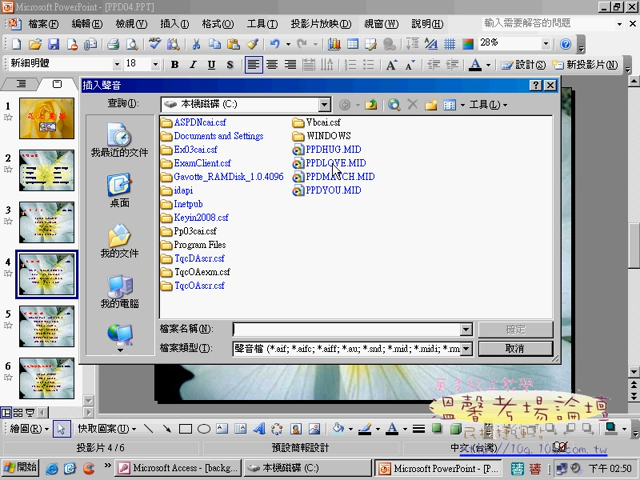 Microsoft PowerPoint - [PPD04.PPT]
檔案(F) 編輯(E) 檢視(V) 插入(I) 格式(O) 工具(T) 投影片放映(D) 視窗(W) 說明(H) 輸入需要解答的問題
28%
新細明體 18 B I U S 設計(S) 新投影片(N)
插入聲音
查詢(I): 本機磁碟 (C:) 工具(L)
我最近的文件
桌面
我的文件
我的電腦
ASPDNcai.csf
Documents and Settings
Ex03cai.csf
ExamClient.csf
Gavotte_RAMDisk_1.0.4096
idapi
Inetpub
Keyin2008.csf
Pp03cai.csf
Program Files
TqcDAscr.csf
TqcOAexm.csf
TqcOAscr.csf
Vbcai.csf
WINDOWS
PPDHUG.MID
PPDLOVE.MID
PPDMATCH.MID
PPDYOU.MID
檔案名稱(N): 確定
檔案類型(T): 聲音檔 (*.aif; *.aifc; *.aiff; *.au; *.snd; *.mid; *.midi; *.rm 取消
1
2
3
4
5
6
溫馨考場論壇
繪圖(R) 快取圖案(U)
投影片 4 / 6 預設簡報設計 中文 (台灣)
開始 Microsoft Access - [backg... 本機磁碟 (C:) Microsoft PowerPoint - [P... 下午 02:50